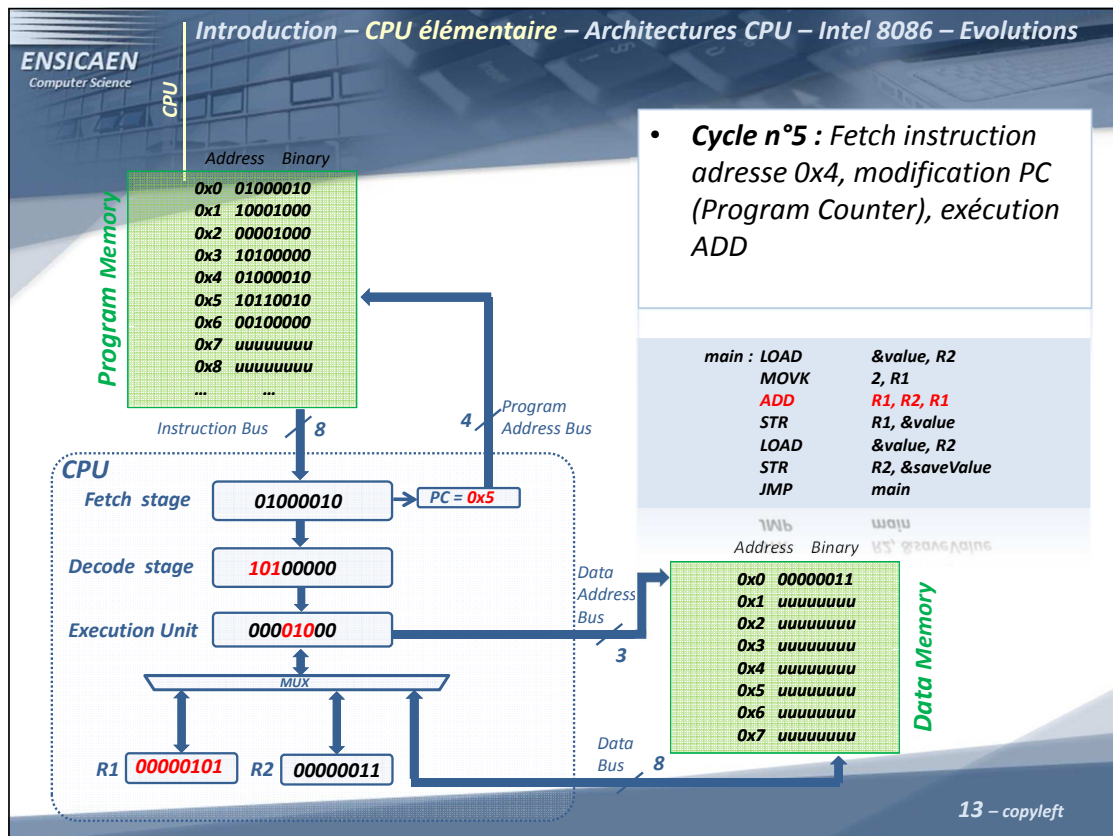 Introduction – CPU élémentaire – Architectures CPU – Intel 8086 – Evolutions
ENSICAEN
Computer Science
CPU
• Cycle n°5 : Fetch instruction
adresse 0x4, modification PC
(Program Counter), exécution
ADD
Address Binary
Program Memory
0x0 01000010
0x1 10001000
0x2 00001000
0x3 10100000
0x4 01000010
0x5 10110010
0x6 00100000
0x7 uuuuuuuu
0x8 uuuuuuuu
... ...
main : LOAD &value, R2
MOVK 2, R1
ADD R1, R2, R1
STR R1, &value
LOAD &value, R2
STR R2, &saveValue
JMP main
JMP main
R2, &saveValue
Instruction Bus 8
4 Program
Address Bus
CPU
Fetch stage 01000010 PC = 0x5
Decode stage 10100000
Execution Unit 00001000
Data
Address
Bus
3
MUX
R1 00000101 R2 00000011
Data
Bus 8
Address Binary
0x0 00000011
0x1 uuuuuuuu
0x2 uuuuuuuu
0x3 uuuuuuuu
0x4 uuuuuuuu
0x5 uuuuuuuu
0x6 uuuuuuuu
0x7 uuuuuuuu
Data Memory
13 – copyleft